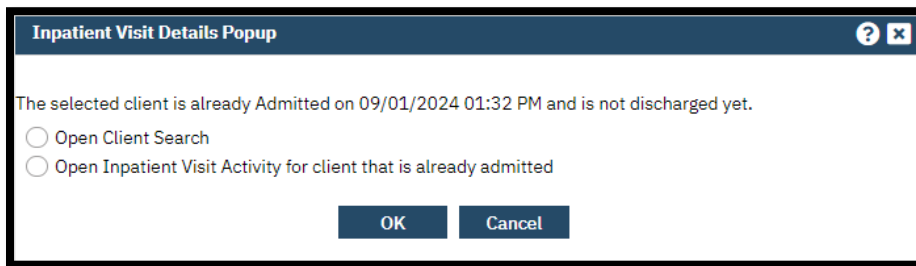 Inpatient Visit Details Popup
?
The selected client is already Admitted on 09/01/2024 01:32 PM and is not discharged yet.
Open Client Search
Open Inpatient Visit Activity for client that is already admitted
OK Cancel